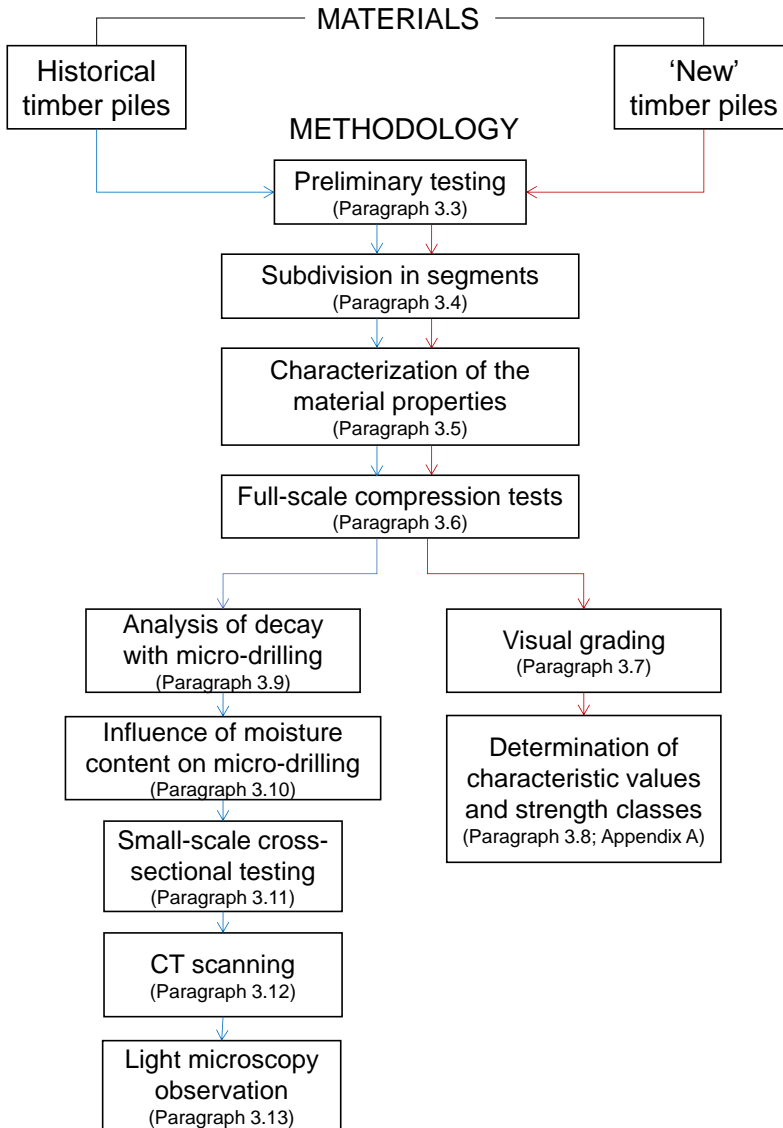 MATERIALS
Historical
timber piles
‘New’
timber piles
METHODOLOGY
Preliminary testing
(Paragraph 3.3)
Subdivision in segments
(Paragraph 3.4)
Characterization of the
material properties
(Paragraph 3.5)
Full-scale compression tests
(Paragraph 3.6)
Analysis of decay
with micro-drilling
(Paragraph 3.9)
Influence of moisture
content on micro-drilling
(Paragraph 3.10)
Small-scale cross-
sectional testing
(Paragraph 3.11)
CT scanning
(Paragraph 3.12)
Light microscopy
observation
(Paragraph 3.13)
Visual grading
(Paragraph 3.7)
Determination of
characteristic values
and strength classes
(Paragraph 3.8; Appendix A)